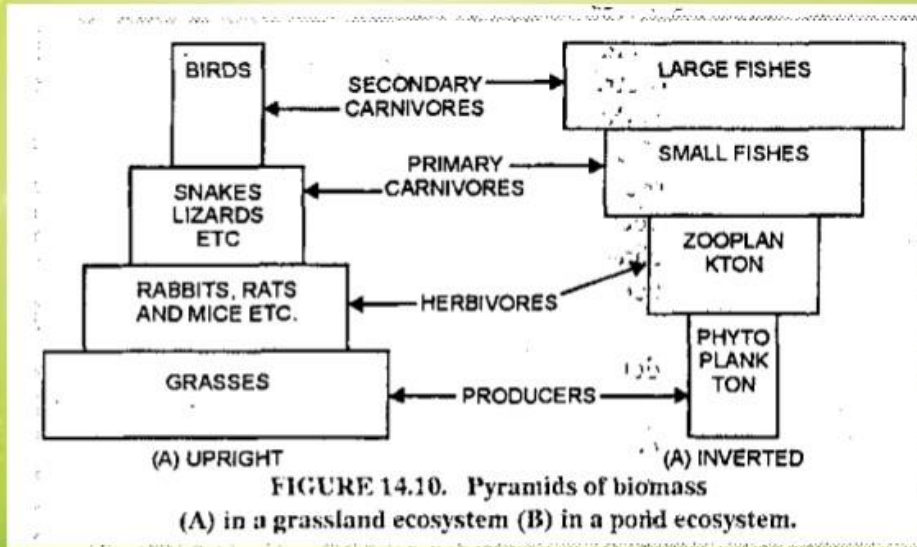 BIRDS
SECONDARY
CARNIVORES
LARGE FISHES
SNAKES
LIZARDS
ETC
PRIMARY
CARNIVORES
SMALL FISHES
RABBITS, RATS
AND MICE ETC.
HERBIVORES
ZOOPLAN
KTON
GRASSES
PRODUCERS
PHYTO
PLANK
TON
(A) UPRIGHT
(A) INVERTED
FIGURE 14.10. Pyramids of biomass
(A) in a grassland ecosystem (B) in a pond ecosystem.